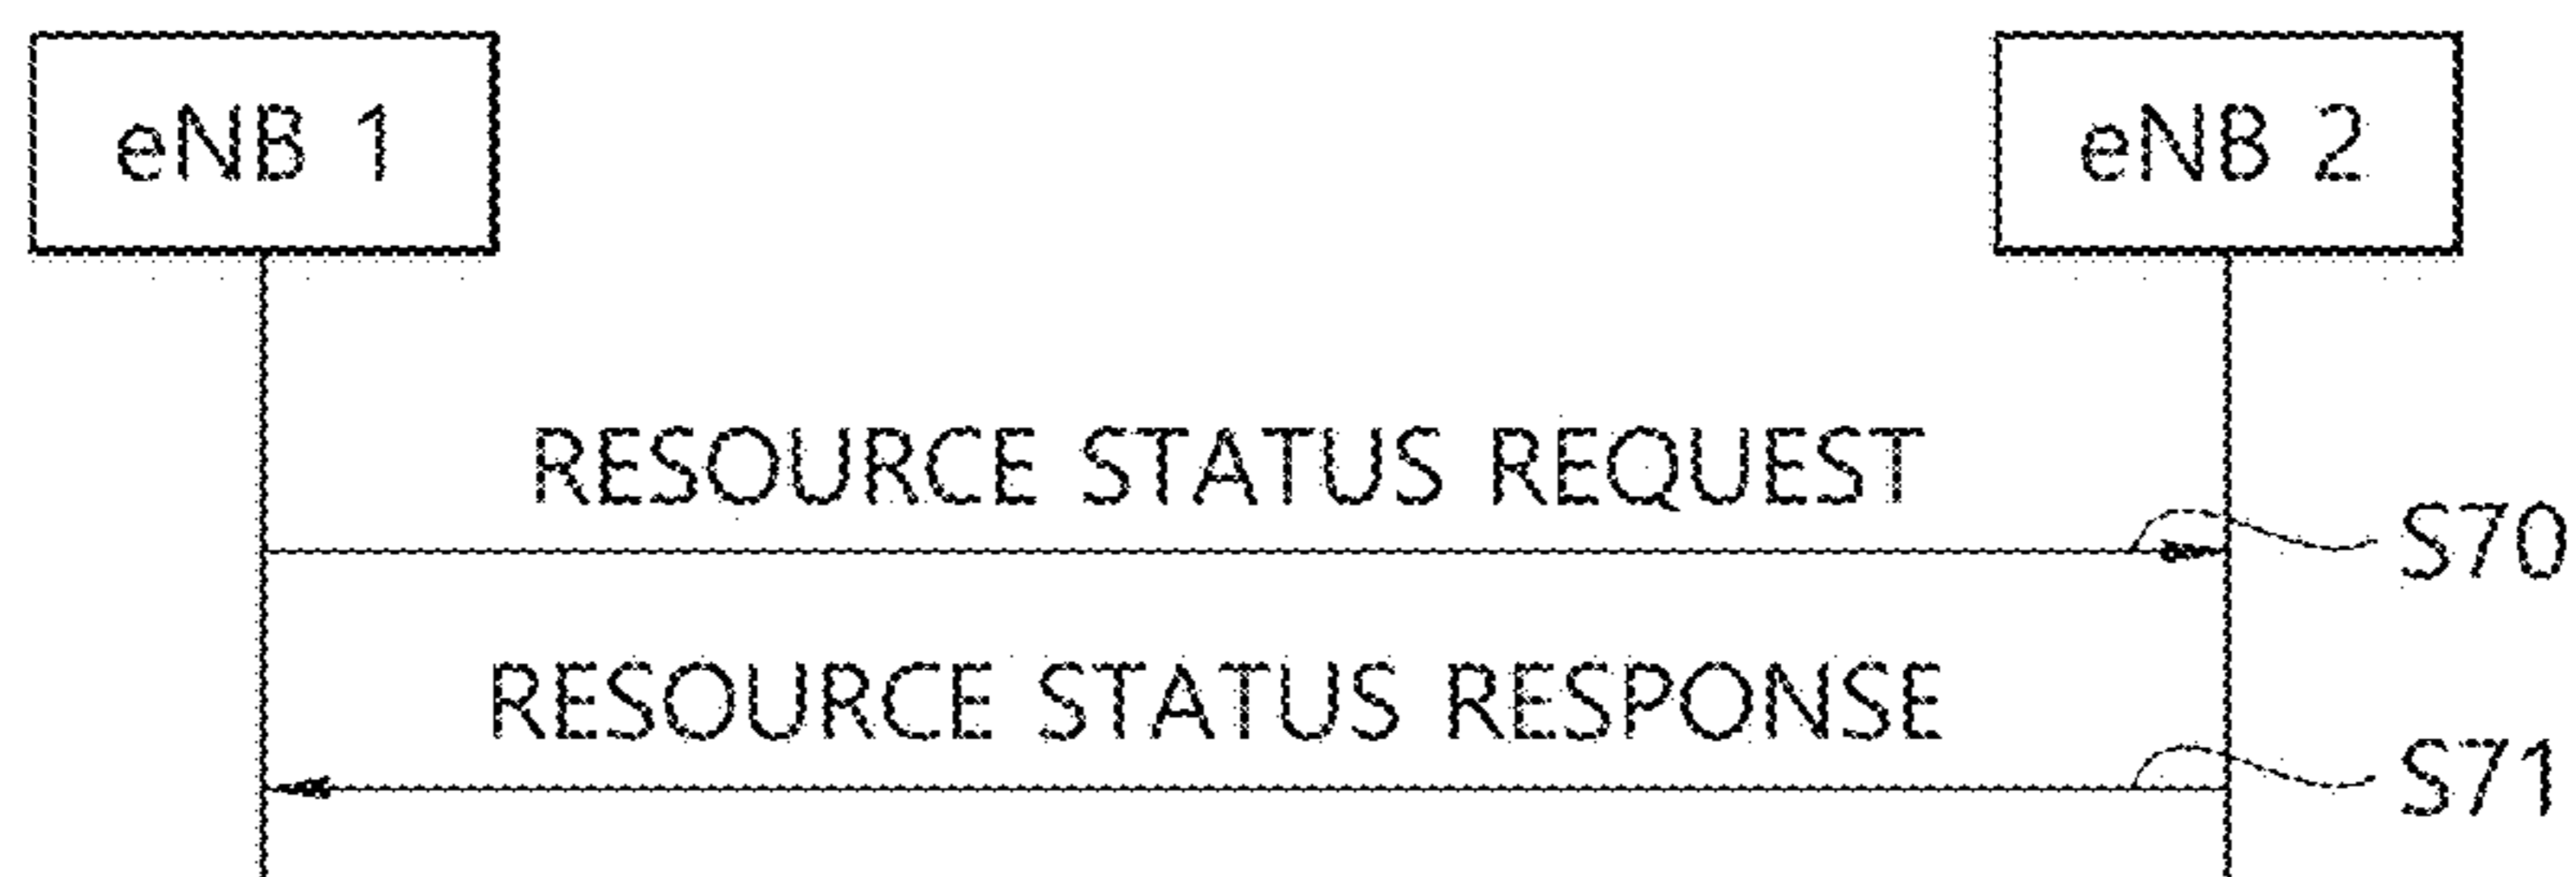 eNB 1
eNB 2
RESOURCE STATUS REQUEST
S70
RESOURCE STATUS RESPONSE
S71